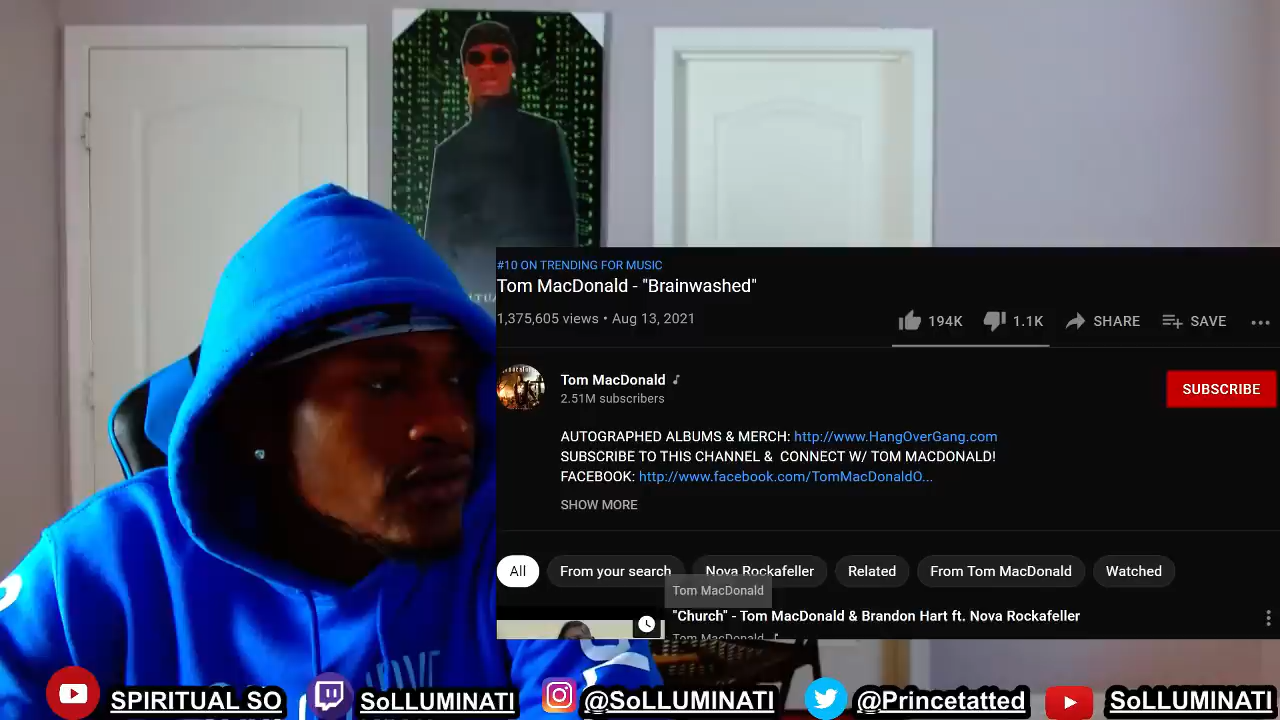 #10 ON TRENDING FOR MUSIC
Tom MacDonald - "Brainwashed"
1,375,605 views • Aug 13, 2021
194K
1.1K
SHARE
SAVE
Tom MacDonald
2.51M subscribers
SUBSCRIBE
AUTOGRAPHED ALBUMS & MERCH: http://www.HangOverGang.com
SUBSCRIBE TO THIS CHANNEL & CONNECT W/ TOM MACDONALD!
FACEBOOK: http://www.facebook.com/TomMacDonaldO...
SHOW MORE
All
From your search
Nova Rockafeller
Related
From Tom MacDonald
Watched
Tom MacDonald
"Church" - Tom MacDonald & Brandon Hart ft. Nova Rockafeller
Tom MacDonald
SPIRITUAL SO
SoLLUMINATI
@SoLLUMINATI
@Princetatted
SoLLUMINATI